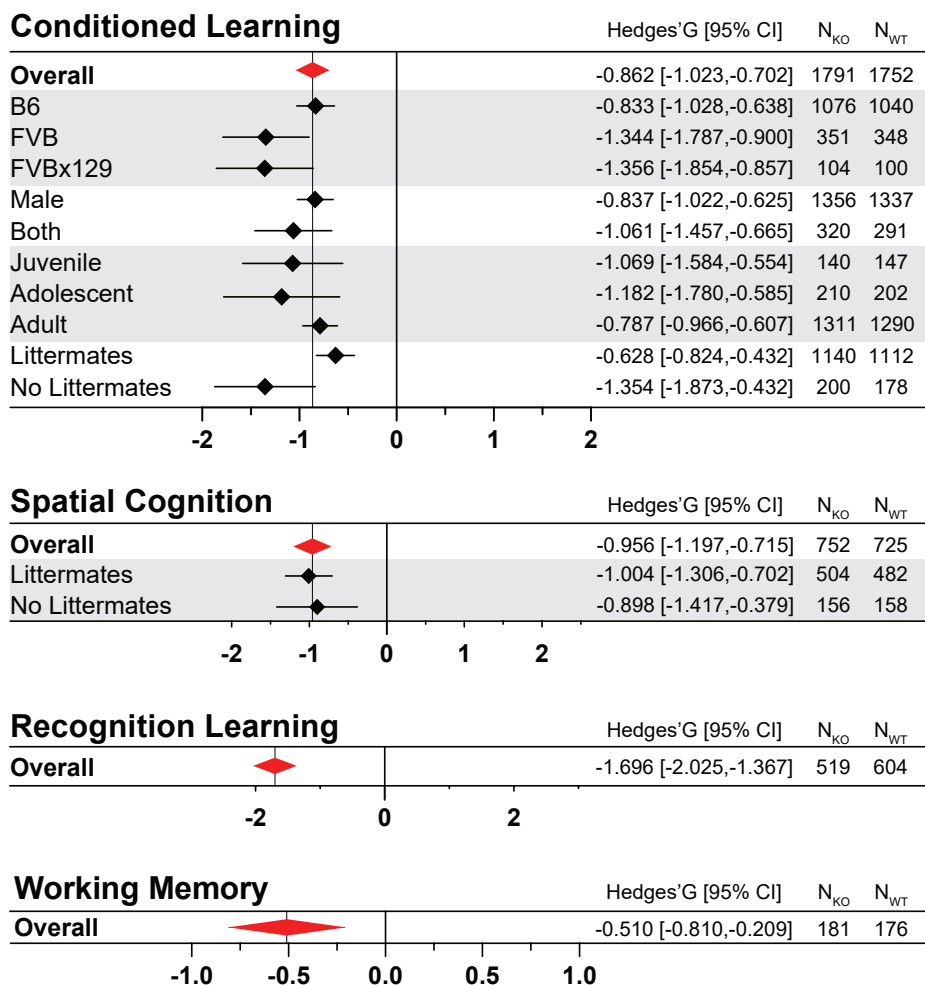 Conditioned Learning Hedges'G [95% CI] N_KO N_WT
Overall -0.862 [-1.023,-0.702] 1791 1752
B6 -0.833 [-1.028,-0.638] 1076 1040
FVB -1.344 [-1.787,-0.900] 351 348
FVBx129 -1.356 [-1.854,-0.857] 104 100
Male -0.837 [-1.022,-0.625] 1356 1337
Both -1.061 [-1.457,-0.665] 320 291
Juvenile -1.069 [-1.584,-0.554] 140 147
Adolescent -1.182 [-1.780,-0.585] 210 202
Adult -0.787 [-0.966,-0.607] 1311 1290
Littermates -0.628 [-0.824,-0.432] 1140 1112
No Littermates -1.354 [-1.873,-0.432] 200 178
-2 -1 0 1 2
Spatial Cognition Hedges'G [95% CI] N_KO N_WT
Overall -0.956 [-1.197,-0.715] 752 725
Littermates -1.004 [-1.306,-0.702] 504 482
No Littermates -0.898 [-1.417,-0.379] 156 158
-2 -1 0 1 2
Recognition Learning Hedges'G [95% CI] N_KO N_WT
Overall -1.696 [-2.025,-1.367] 519 604
-2 0 2
Working Memory Hedges'G [95% CI] N_KO N_WT
Overall -0.510 [-0.810,-0.209] 181 176
-1.0 -0.5 0.0 0.5 1.0